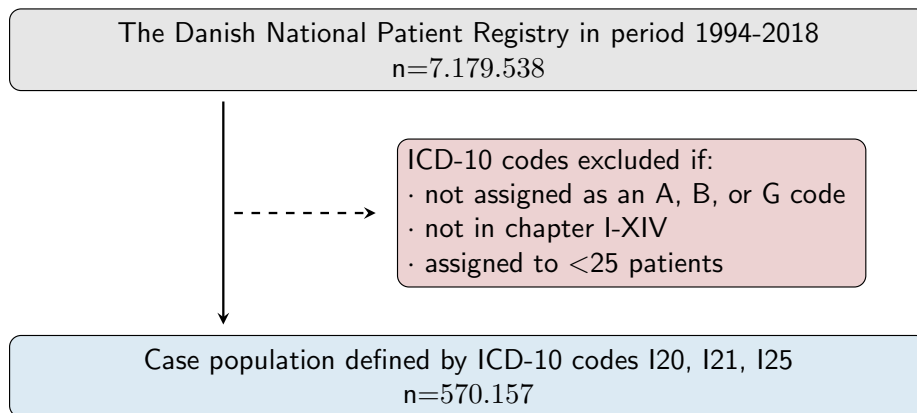 The Danish National Patient Registry in period 1994-2018
n=7.179.538
ICD-10 codes excluded if:
· not assigned as an A, B, or G code
· not in chapter I-XIV
· assigned to <25 patients
Case population defined by ICD-10 codes I20, I21, I25
n=570.157